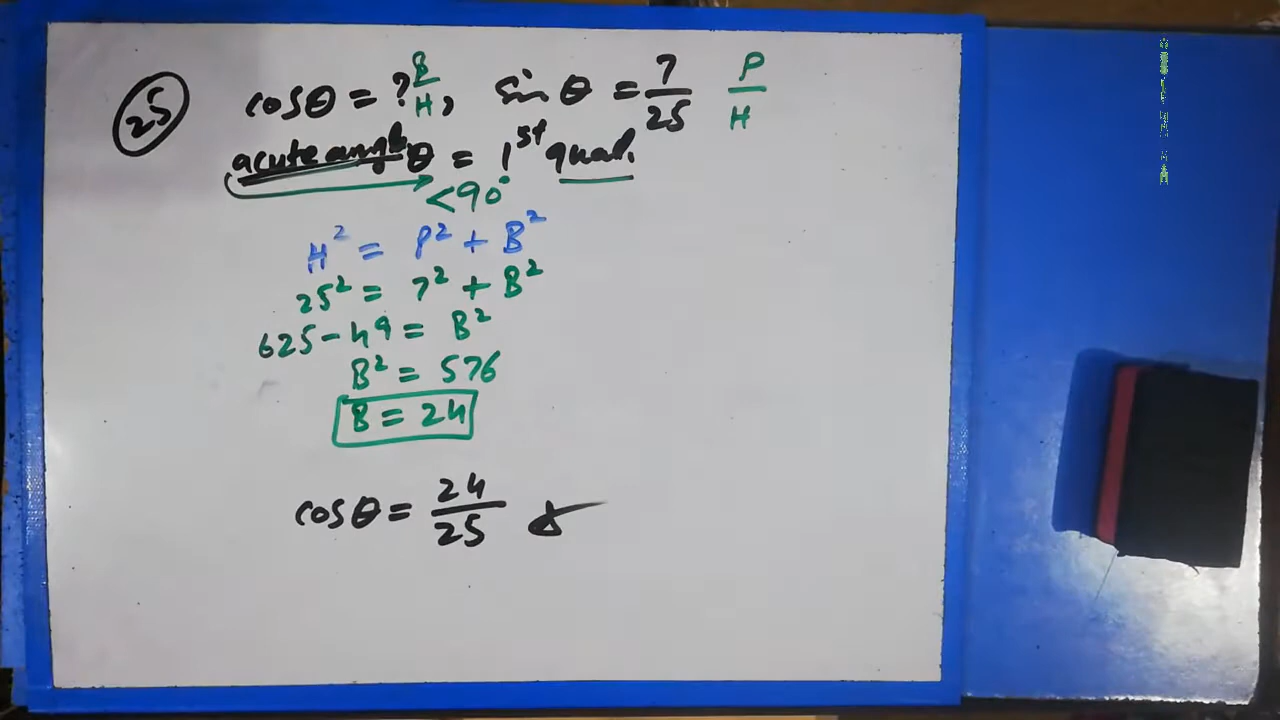 25 cosθ = ? B/H, sinθ = 7/25 P/H
acute angle θ = 1st quad.
<90°
H² = P² + B²
25² = 7² + B²
625 - 49 = B²
B² = 576
B = 24
cosθ = 24/25